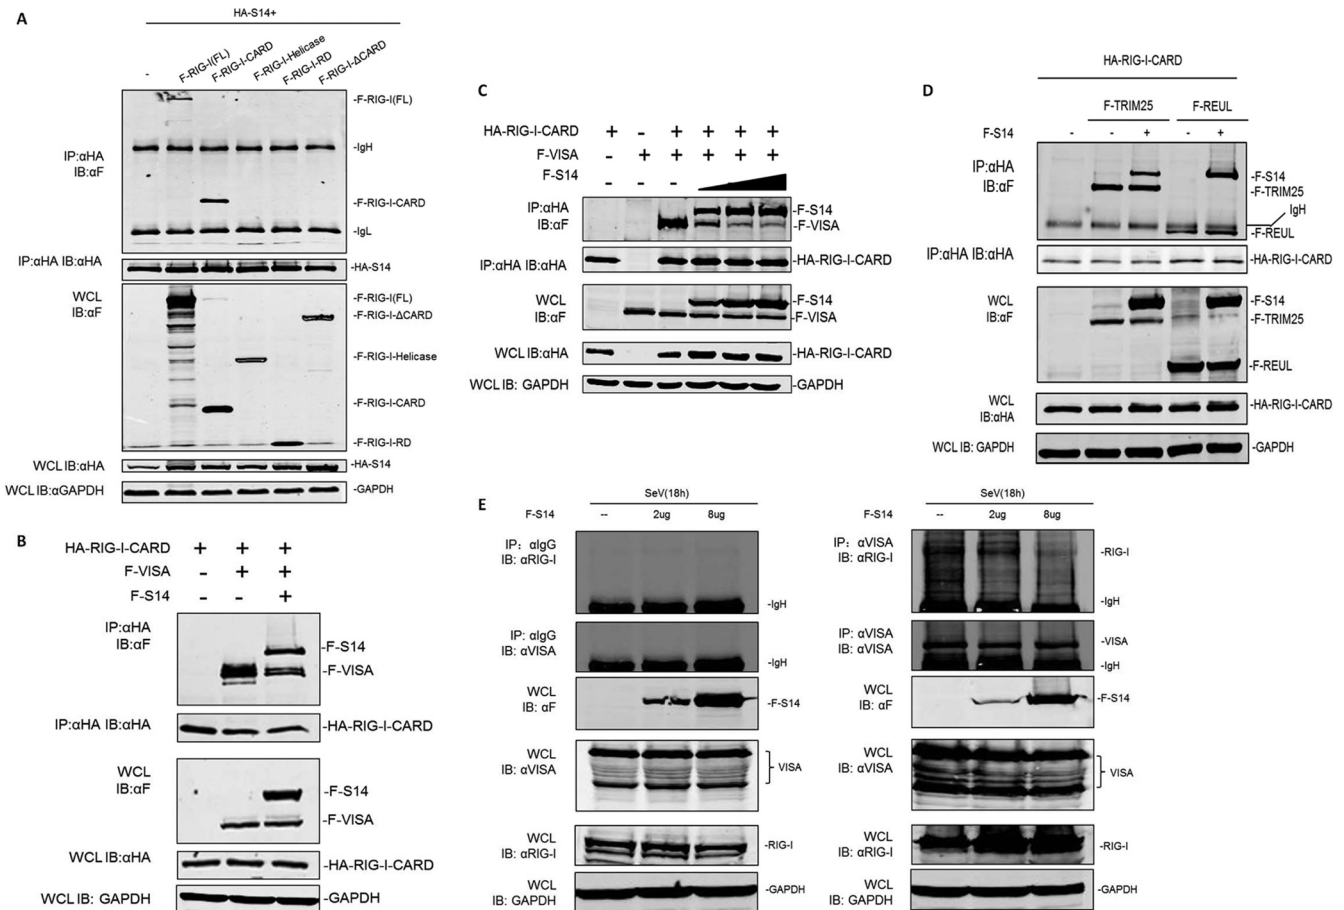 A
HA-S14+
-
F-RIG-I(FL)
F-RIG-I-CARD
F-RIG-I-Helicase
F-RIG-I-RD
F-RIG-I-ΔCARD
IP:αHA
IB:αF
-F-RIG-I(FL)
-IgH
-F-RIG-I-CARD
-IgL
IP:αHA IB:αHA
-HA-S14
WCL
IB:αF
-F-RIG-I(FL)
-F-RIG-I-ΔCARD
-F-RIG-I-Helicase
-F-RIG-I-CARD
-F-RIG-I-RD
WCL IB:αHA
-HA-S14
WCL IB:αGAPDH
-GAPDH
B
HA-RIG-I-CARD + + +
F-VISA - + +
F-S14 - - +
IP:αHA
IB:αF
-F-S14
-F-VISA
IP:αHA IB:αHA
-HA-RIG-I-CARD
WCL
IB:αF
-F-S14
-F-VISA
WCL IB:αHA
-HA-RIG-I-CARD
WCL IB: GAPDH
-GAPDH
C
HA-RIG-I-CARD + - + + + +
F-VISA - + + + + +
F-S14 - - -
IP:αHA
IB:αF
-F-S14
-F-VISA
IP:αHA IB:αHA
-HA-RIG-I-CARD
WCL
IB:αF
-F-S14
-F-VISA
WCL IB:αHA
-HA-RIG-I-CARD
WCL IB: GAPDH
-GAPDH
D
HA-RIG-I-CARD
F-TRIM25 F-REUL
F-S14 - - + - +
IP:αHA
IB:αF
-F-S14
-F-TRIM25
IgH
-F-REUL
IP:αHA IB:αHA
-HA-RIG-I-CARD
WCL
IB:αF
-F-S14
-F-TRIM25
-F-REUL
WCL
IB:αHA
-HA-RIG-I-CARD
WCL IB: GAPDH
-GAPDH
E
SeV(18h)
F-S14 -- 2ug 8ug
IP: αIgG
IB: αRIG-I
-IgH
IP: αIgG
IB: αVISA
-IgH
WCL
IB: αF
-F-S14
WCL
IB: αVISA
VISA
WCL
IB: αRIG-I
-RIG-I
WCL
IB: GAPDH
-GAPDH
SeV(18h)
F-S14 -- 2ug 8ug
IP: αVISA
IB: αRIG-I
-RIG-I
-IgH
IP: αVISA
IB: αVISA
-VISA
-IgH
WCL
IB: αF
-F-S14
WCL
IB: αVISA
VISA
WCL
IB: αRIG-I
-RIG-I
WCL
IB: GAPDH
-GAPDH